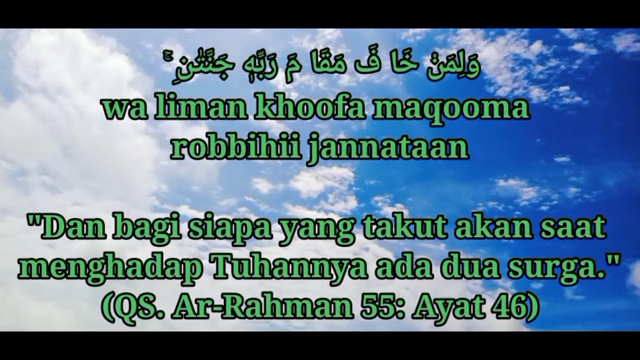 وَلِمَنْ خَا فَ مَقَا مَ رَبِّهٖ جَنَّتٰنِ ۚ
wa liman khoofa maqooma
robbihii jannataan
"Dan bagi siapa yang takut akan saat
menghadap Tuhannya ada dua surga."
(QS. Ar-Rahman 55: Ayat 46)